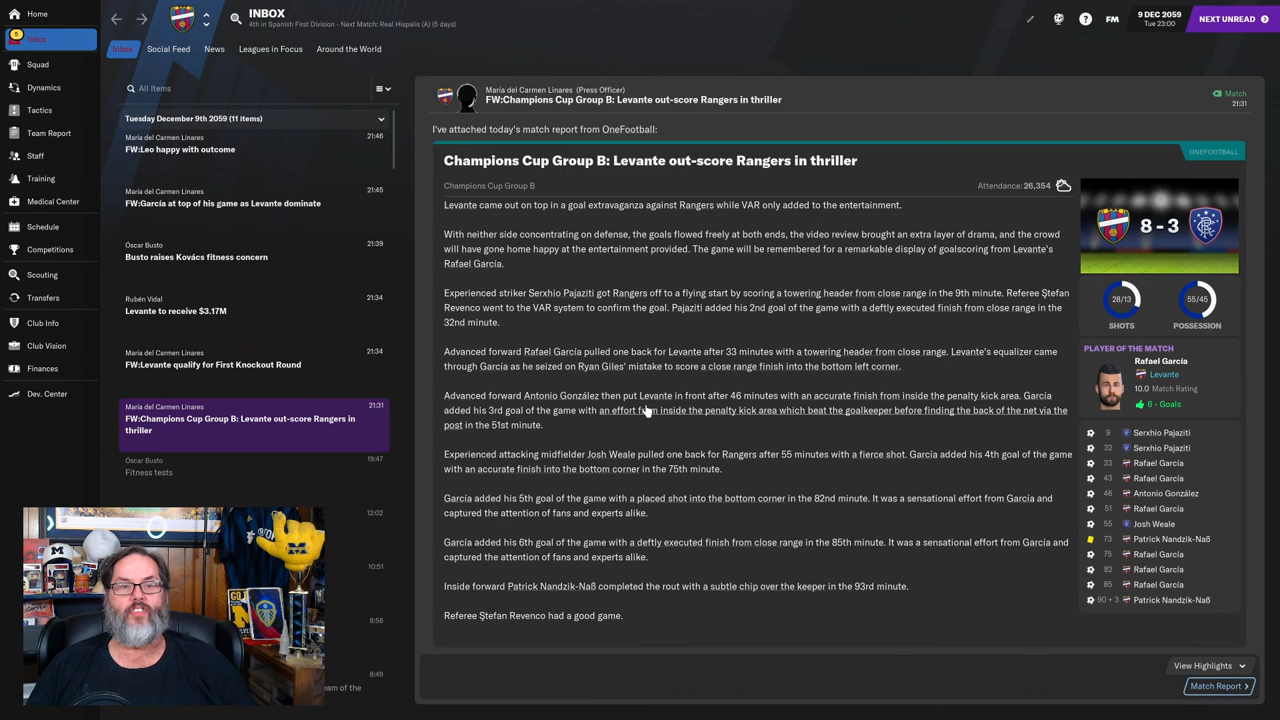 Home
INBOX
4th in Spanish First Division - Next Match: Real Hispalis (A) (5 days)
FM
9 DEC 2059
Tue 23:00
NEXT UNREAD
5
Inbox
Squad
Dynamics
Tactics
Team Report
Staff
Training
Medical Center
Schedule
Competitions
Scouting
Transfers
Club Info
Club Vision
Finances
Dev. Center
Inbox
Social Feed
News
Leagues in Focus
Around the World
All Items
Tuesday December 9th 2059 (11 items)
María del Carmen Linares
21:46
FW:Leo happy with outcome
María del Carmen Linares
21:45
FW:García at top of his game as Levante dominate
Óscar Busto
21:39
Busto raises Kovács fitness concern
Rubén Vidal
21:34
Levante to receive $3.17M
María del Carmen Linares
21:34
FW:Levante qualify for First Knockout Round
María del Carmen Linares
21:31
FW:Champions Cup Group B: Levante out-score Rangers in
thriller
Óscar Busto
19:47
Fitness tests
12:02
10:51
8:56
8:49
am of the
María del Carmen Linares (Press Officer)
FW:Champions Cup Group B: Levante out-score Rangers in thriller
Match
21:31
I've attached today's match report from OneFootball:
ONEFOOTBALL
Champions Cup Group B: Levante out-score Rangers in thriller
Champions Cup Group B
Attendance: 26,354
Levante came out on top in a goal extravaganza against Rangers while VAR only added to the entertainment.
With neither side concentrating on defense, the goals flowed freely at both ends, the video review brought an extra layer of drama, and the crowd
will have gone home happy at the entertainment provided. The game will be remembered for a remarkable display of goalscoring from Levante's
Rafael García.
Experienced striker Serxhio Pajaziti got Rangers off to a flying start by scoring a towering header from close range in the 9th minute. Referee Ștefan
Revenco went to the VAR system to confirm the goal. Pajaziti added his 2nd goal of the game with a deftly executed finish from close range in the
32nd minute.
Advanced forward Rafael García pulled one back for Levante after 33 minutes with a towering header from close range. Levante's equalizer came
through García as he seized on Ryan Giles' mistake to score a close range finish into the bottom left corner.
Advanced forward Antonio González then put Levante in front after 46 minutes with an accurate finish from inside the penalty kick area. García
added his 3rd goal of the game with an effort from inside the penalty kick area which beat the goalkeeper before finding the back of the net via the
post in the 51st minute.
Experienced attacking midfielder Josh Weale pulled one back for Rangers after 55 minutes with a fierce shot. García added his 4th goal of the game
with an accurate finish into the bottom corner in the 75th minute.
García added his 5th goal of the game with a placed shot into the bottom corner in the 82nd minute. It was a sensational effort from García and
captured the attention of fans and experts alike.
García added his 6th goal of the game with a deftly executed finish from close range in the 85th minute. It was a sensational effort from García and
captured the attention of fans and experts alike.
Inside forward Patrick Nandzik-Naß completed the rout with a subtle chip over the keeper in the 93rd minute.
Referee Ștefan Revenco had a good game.
8 - 3
28/13
SHOTS
55/45
POSSESSION
PLAYER OF THE MATCH
Rafael García
Levante
10.0 Match Rating
6 - Goals
9 Serxhio Pajaziti
32 Serxhio Pajaziti
33 Rafael García
43 Rafael García
46 Antonio González
51 Rafael García
55 Josh Weale
73 Patrick Nandzik-Naß
75 Rafael García
82 Rafael García
85 Rafael García
90 + 3 Patrick Nandzik-Naß
View Highlights
Match Report